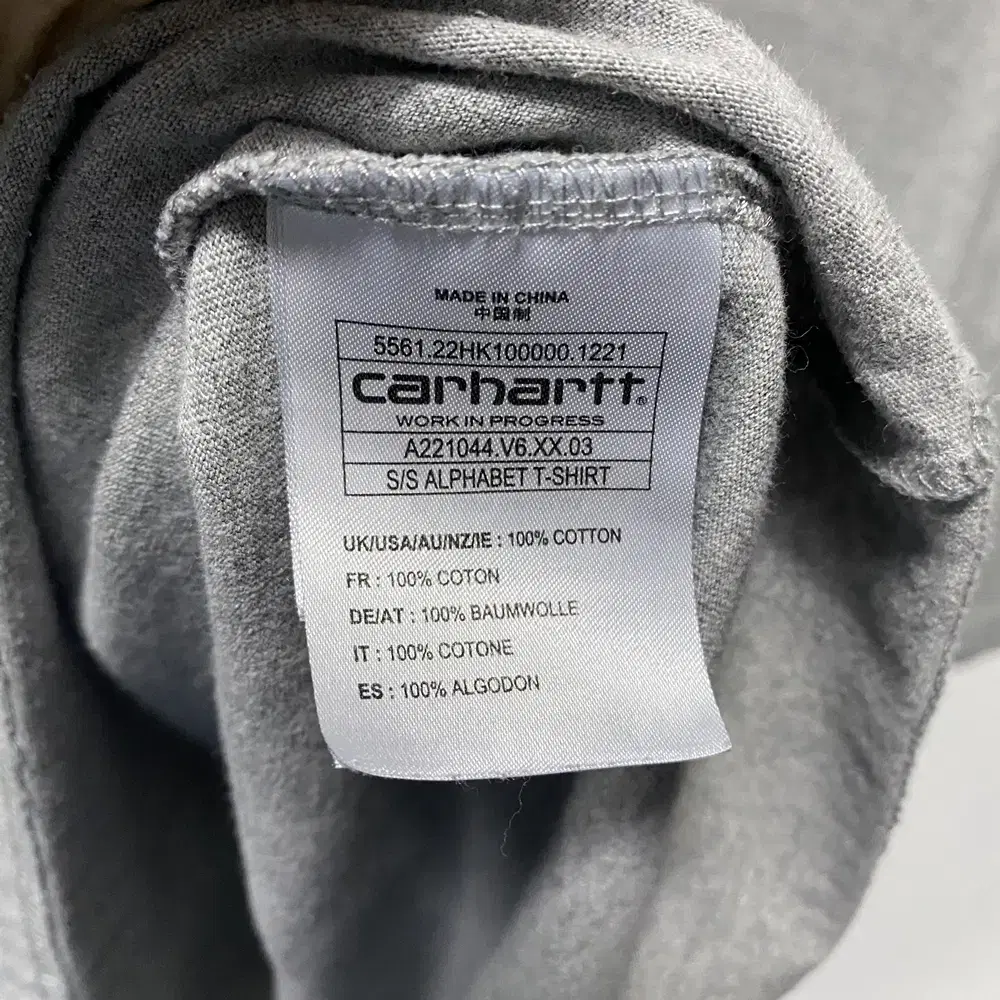 MADE IN CHINA
中国制
5561.22HK100000.1221
carhartt®
WORK IN PROGRESS
A221044.V6.XX.03
S/S ALPHABET T-SHIRT
UK/USA/AU/NZ/IE : 100% COTTON
FR : 100% COTON
DE/AT : 100% BAUMWOLLE
IT : 100% COTONE
ES : 100% ALGODON